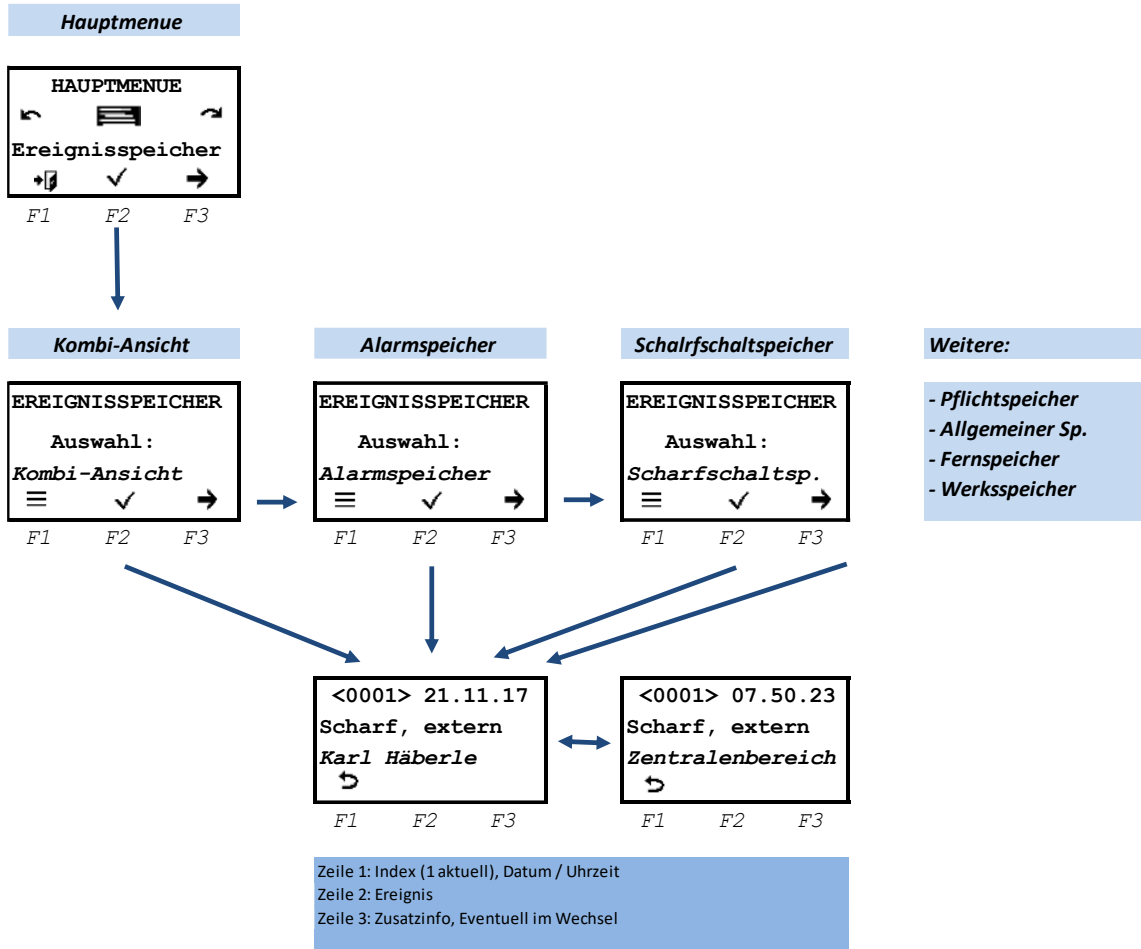 Hauptmenue
HAUPTMENUE
Ereignisspeicher
F1 F2 F3
Kombi-Ansicht
EREIGNISSPEICHER
Auswahl:
Kombi-Ansicht
F1 F2 F3
Alarmspeicher
EREIGNISSPEICHER
Auswahl:
Alarmspeicher
F1 F2 F3
Schalrfschaltspeicher
EREIGNISSPEICHER
Auswahl:
Scharfschaltsp.
F1 F2 F3
Weitere:
- Pflichtspeicher
- Allgemeiner Sp.
- Fernspeicher
- Werksspeicher
<0001> 21.11.17
Scharf, extern
Karl Häberle
F1 F2 F3
<0001> 07.50.23
Scharf, extern
Zentralenbereich
F1 F2 F3
Zeile 1: Index (1 aktuell), Datum / Uhrzeit
Zeile 2: Ereignis
Zeile 3: Zusatzinfo, Eventuell im Wechsel